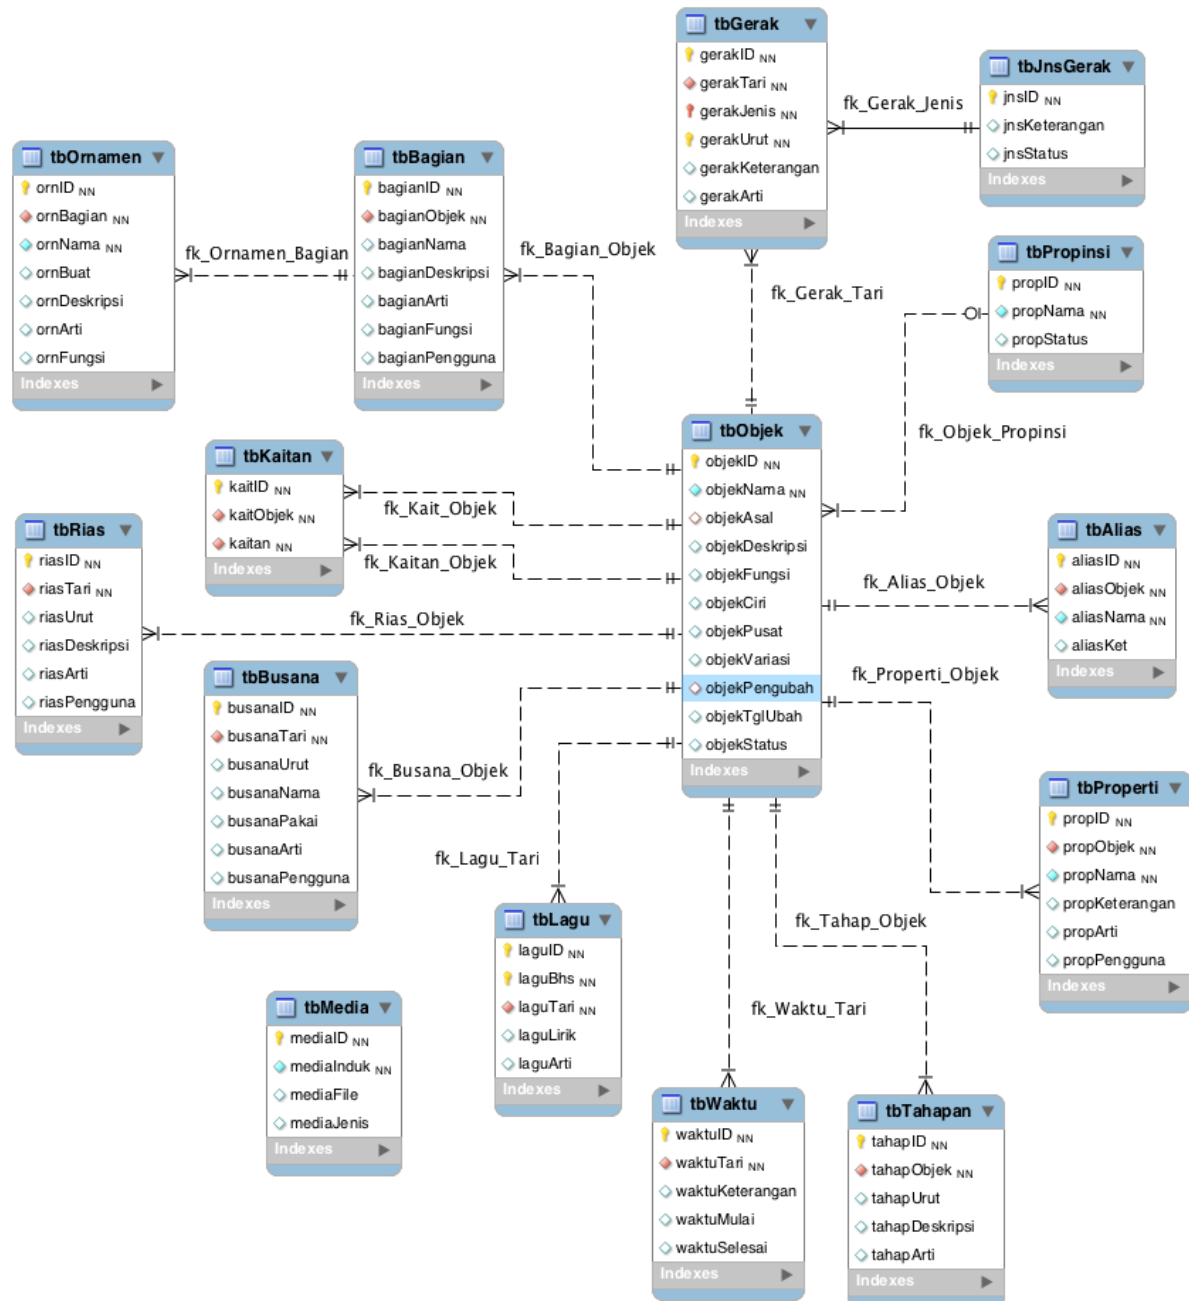 tbGerak
gerakID NN
gerakTari NN
gerakJenis NN
gerakUrut NN
gerakKeterangan
gerakArti
Indexes
fk_Gerak_Jenis
tbJnsGerak
jnsID NN
jnsKeterangan
jnsStatus
Indexes
tbOrnamen
ornID NN
ornBagian NN
ornNama NN
ornBuat
ornDeskripsi
ornArti
ornFungsi
Indexes
fk_Ornamen_Bagian
tbBagian
bagianID NN
bagianObjek NN
bagianNama
bagianDeskripsi
bagianArti
bagianFungsi
bagianPengguna
Indexes
fk_Bagian_Objek
fk_Gerak_Tari
tbPropinsi
propID NN
propNama NN
propStatus
Indexes
fk_Objek_Propinsi
tbObjek
objekID NN
objekNama NN
objekAsal
objekDeskripsi
objekFungsi
objekCiri
objekPusat
objekVariasi
objekPengubah
objekTglUbah
objekStatus
Indexes
tbKaitan
kaitID NN
kaitObjek NN
kaitan NN
Indexes
fk_Kait_Objek
fk_Kaitan_Objek
tbRias
riasID NN
riasTari NN
riasUrut
riasDeskripsi
riasArti
riasPengguna
Indexes
fk_Rias_Objek
tbAlias
aliasID NN
aliasObjek NN
aliasNama NN
aliasKet
Indexes
fk_Alias_Objek
fk_Properti_Objek
tbBusana
busanaID NN
busanaTari NN
busanaUrut
busanaNama
busanaPakai
busanaArti
busanaPengguna
Indexes
fk_Busana_Objek
tbProperti
propID NN
propObjek NN
propNama NN
propKeterangan
propArti
propPengguna
Indexes
fk_Lagu_Tari
tbLagu
laguID NN
laguBhs NN
laguTari NN
laguLirik
laguArti
Indexes
fk_Tahap_Objek
fk_Waktu_Tari
tbMedia
mediaID NN
mediaInduk NN
mediaFile
mediaJenis
Indexes
tbWaktu
waktuID NN
waktuTari NN
waktuKeterangan
waktuMulai
waktuSelesai
Indexes
tbTahapan
tahapID NN
tahapObjek NN
tahapUrut
tahapDeskripsi
tahapArti
Indexes